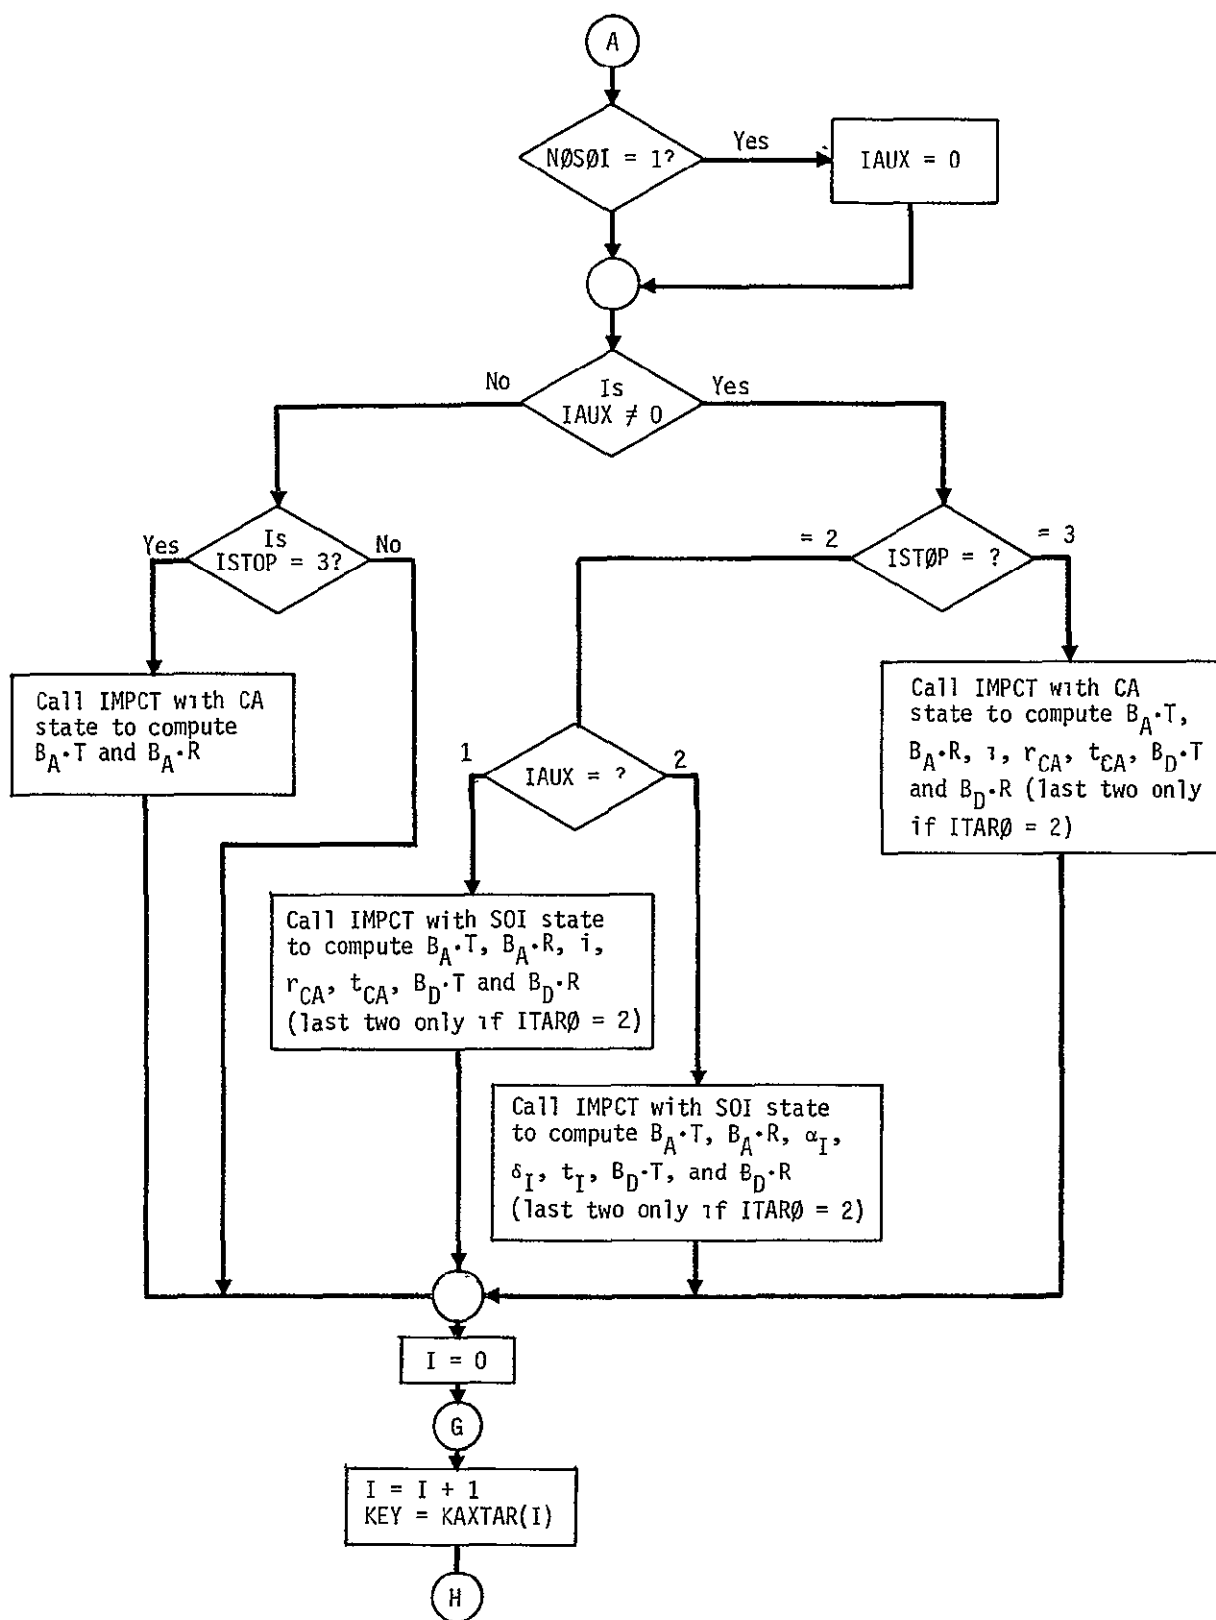 A
NØSØI = 1?
Yes
IAUX = 0
No
Is
IAUX ≠ 0
Yes
Yes
Is
ISTOP = 3?
No
= 2
ISTØP = ?
= 3
Call IMPCT with CA
state to compute
B_A·T and B_A·R
1
IAUX = ?
2
Call IMPCT with CA
state to compute B_A·T,
B_A·R, ı, r_CA, t_CA, B_D·T
and B_D·R (last two only
if ITARØ = 2)
Call IMPCT with SOI state
to compute B_A·T, B_A·R, i,
r_CA, t_CA, B_D·T and B_D·R
(last two only ıf ITARØ = 2)
Call IMPCT with SOI state
to compute B_A·T, B_A·R, α_I,
δ_I, t_I, B_D·T, and B_D·R
(last two only ıf ITARØ = 2)
I = 0
G
I = I + 1
KEY = KAXTAR(I)
H